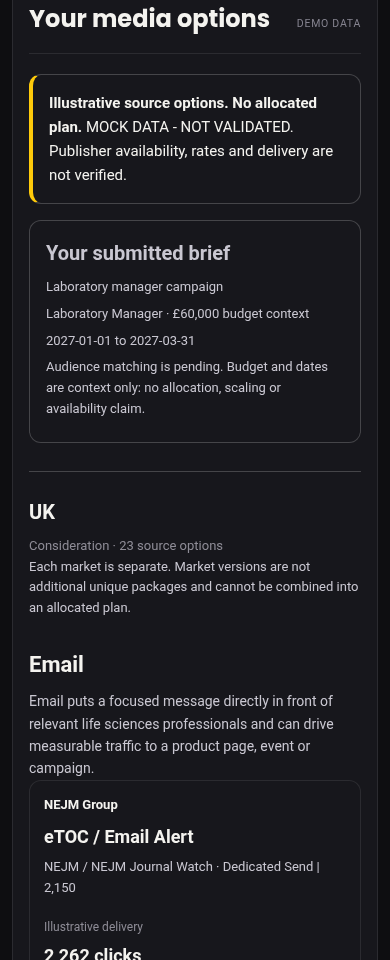 Your media options
DEMO DATA
Illustrative source options. No allocated
plan. MOCK DATA - NOT VALIDATED.
Publisher availability, rates and delivery are
not verified.
Your submitted brief
Laboratory manager campaign
Laboratory Manager · £60,000 budget context
2027-01-01 to 2027-03-31
Audience matching is pending. Budget and dates
are context only: no allocation, scaling or
availability claim.
UK
Consideration · 23 source options
Each market is separate. Market versions are not
additional unique packages and cannot be combined into
an allocated plan.
Email
Email puts a focused message directly in front of
relevant life sciences professionals and can drive
measurable traffic to a product page, event or
campaign.
NEJM Group
eTOC / Email Alert
NEJM / NEJM Journal Watch · Dedicated Send |
2,150
Illustrative delivery
2,262 clicks